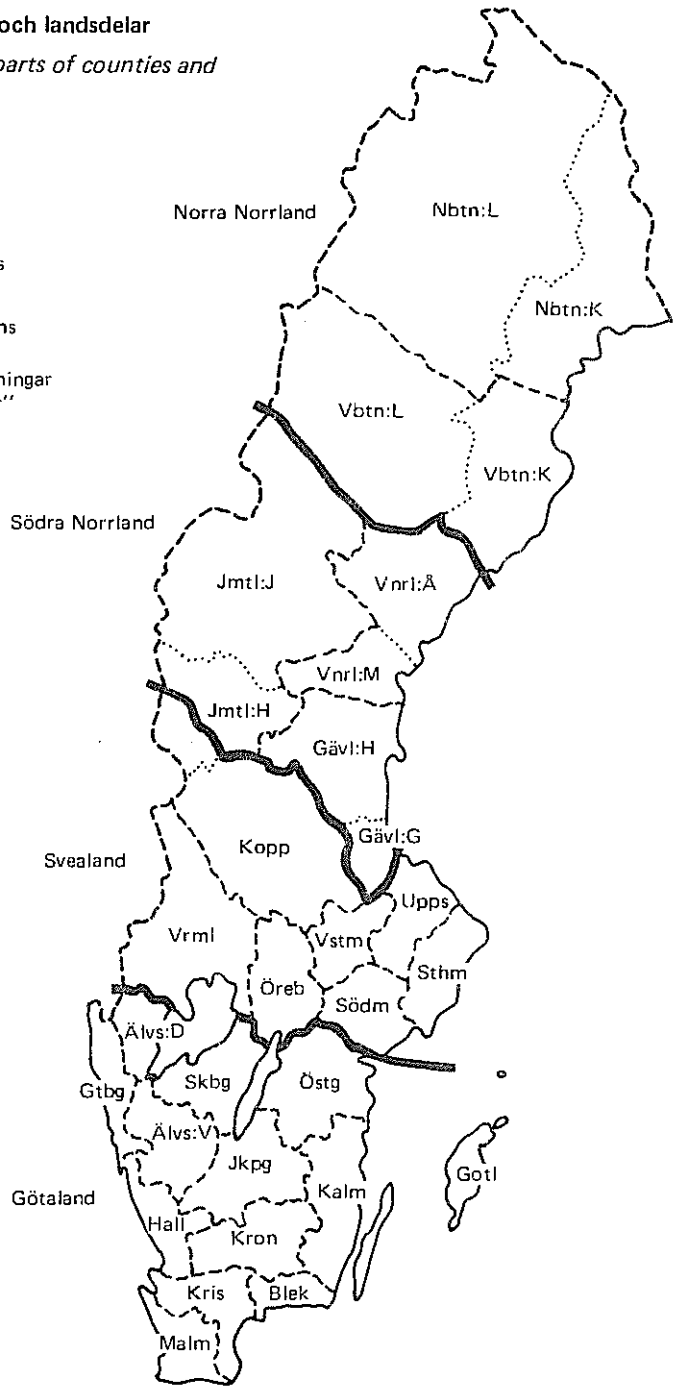 och landsdelar
parts of counties and
Norra Norrland
Nbtn:L
s
Nbtn:K
ns
ningar
"
Vbtn:L
Vbtn:K
Södra Norrland
Jmtl:J
Vnrl:Å
Vnrl:M
Jmtl:H
Gävl:H
Gävl:G
Kopp
Svealand
Upps
Vrml
Vstm
Sthm
Öreb
Södm
Älvs:D
Skbg
Östg
Gtbg
Älvs:V
Jkpg
Gotl
Kalm
Götaland
Hall
Kron
Kris
Blek
Malm